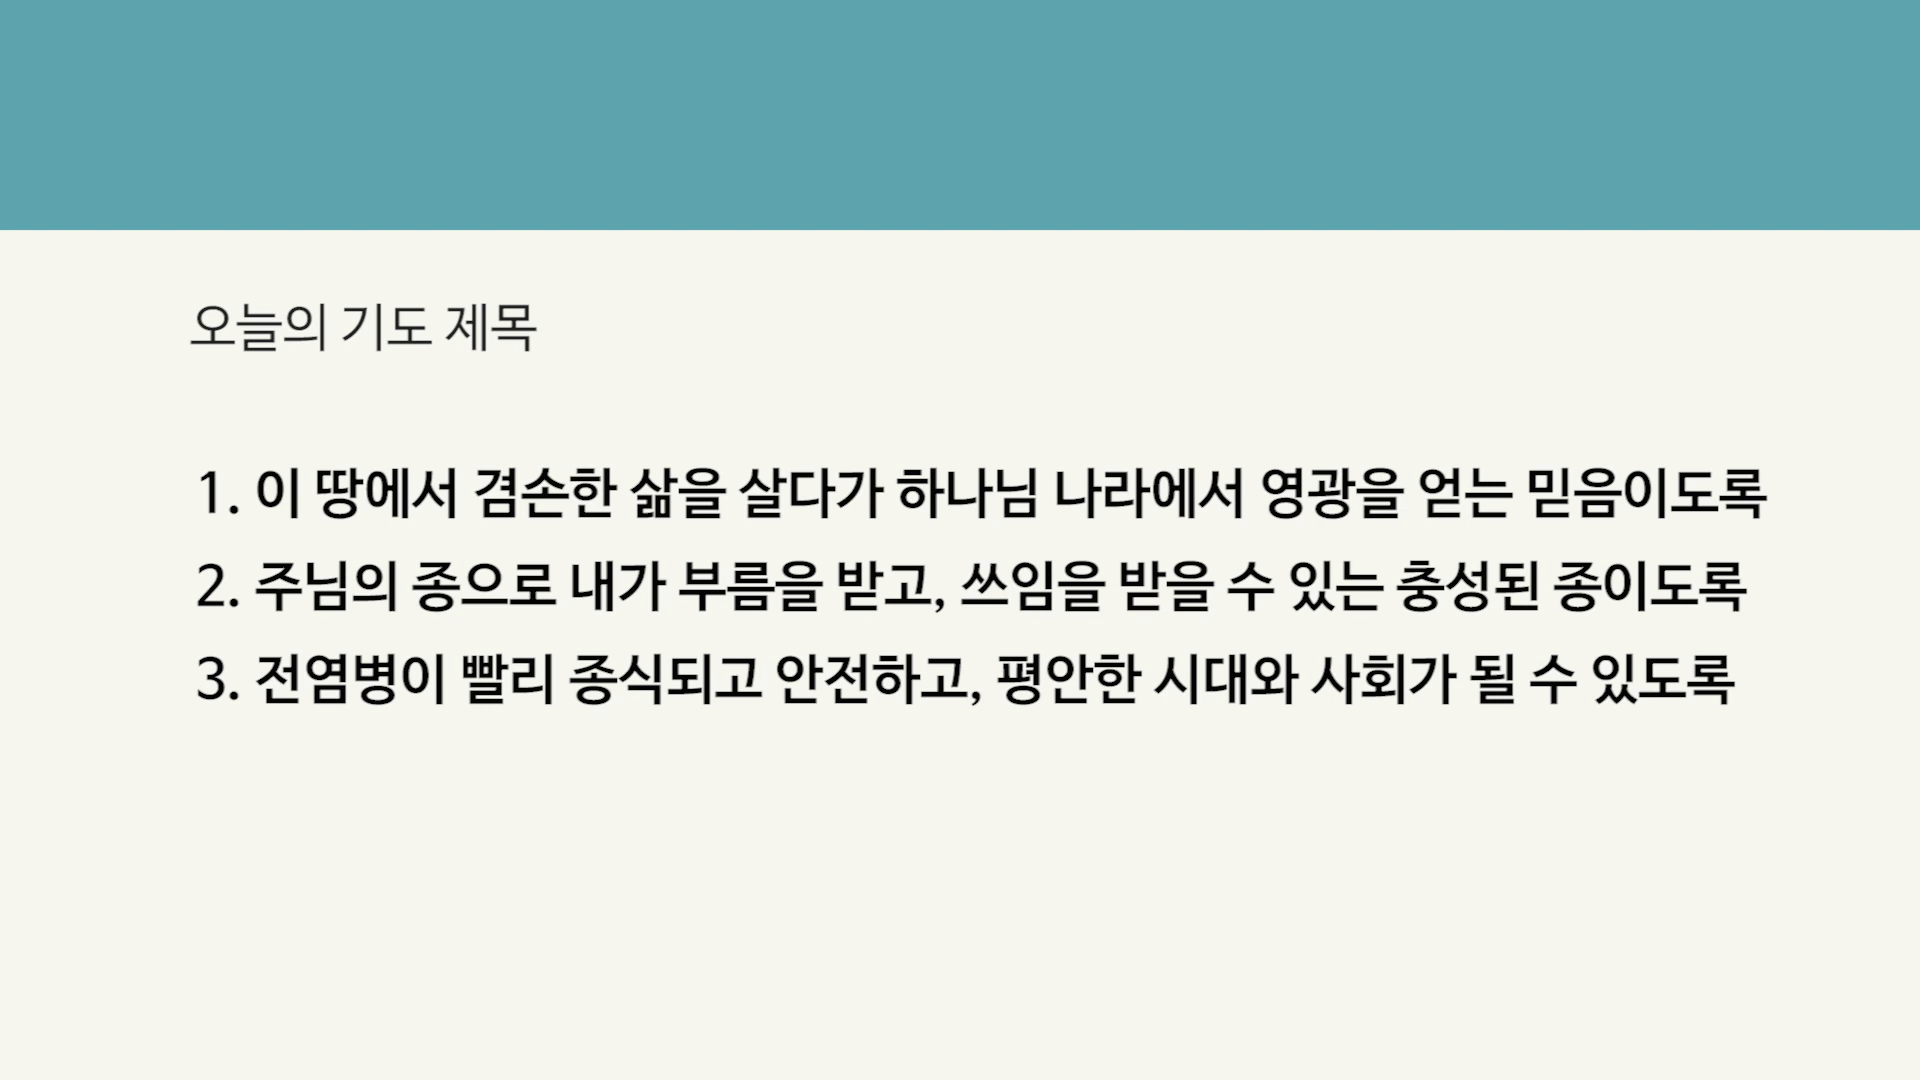 오늘의 기도 제목
1. 이 땅에서 겸손한 삶을 살다가 하나님 나라에서 영광을 얻는 믿음이도록
2. 주님의 종으로 내가 부름을 받고, 쓰임을 받을 수 있는 충성된 종이도록
3. 전염병이 빨리 종식되고 안전하고, 평안한 시대와 사회가 될 수 있도록